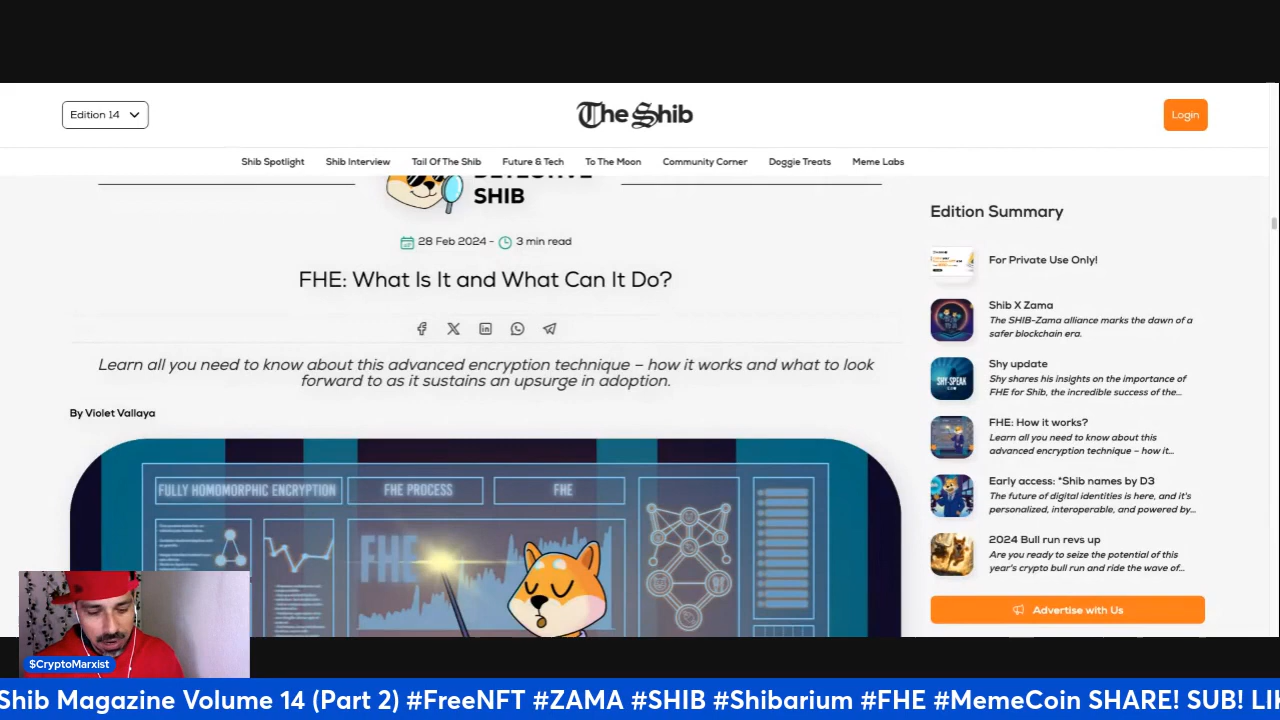 Edition 14
The Shib
Login
Shib Spotlight
Shib Interview
Tail Of The Shib
Future & Tech
To The Moon
Community Corner
Doggie Treats
Meme Labs
DETECTIVE
SHIB
28 Feb 2024 - 3 min read
FHE: What Is It and What Can It Do?
Learn all you need to know about this advanced encryption technique – how it works and what to look
forward to as it sustains an upsurge in adoption.
By Violet Vallaya
FULLY HOMOMORPHIC ENCRYPTION
FHE PROCESS
FHE
FHE
Edition Summary
For Private Use Only!
Shib X Zama
The SHIB-Zama alliance marks the dawn of a
safer blockchain era.
SHY-SPEAK
Shy update
Shy shares his insights on the importance of
FHE for Shib, the incredible success of the...
FHE: How it works?
Learn all you need to know about this
advanced encryption technique – how it...
Early access: "Shib names by D3
The future of digital identities is here, and it's
personalized, interoperable, and powered by...
2024 Bull run revs up
Are you ready to seize the potential of this
year's crypto bull run and ride the wave of...
Advertise with Us
$CryptoMarxist
Shib Magazine Volume 14 (Part 2) #FreeNFT #ZAMA #SHIB #Shibarium #FHE #MemeCoin SHARE! SUB! LI